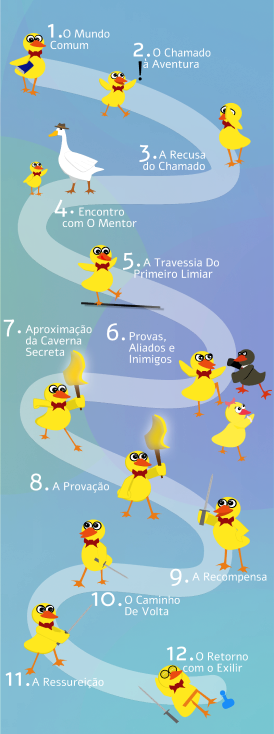 1.O Mundo
Comum
2.O Chamado
à Aventura
!
3.A Recusa
do Chamado
4. Encontro
com O Mentor
5.A Travessia Do
Primeiro Limiar
6. Provas,
Aliados e
Inimigos
7. Aproximação
da Caverna
Secreta
8. A Provação
9. A Recompensa
10.O Caminho
De Volta
11.A Ressureição
12.O Retorno
com o Exilir